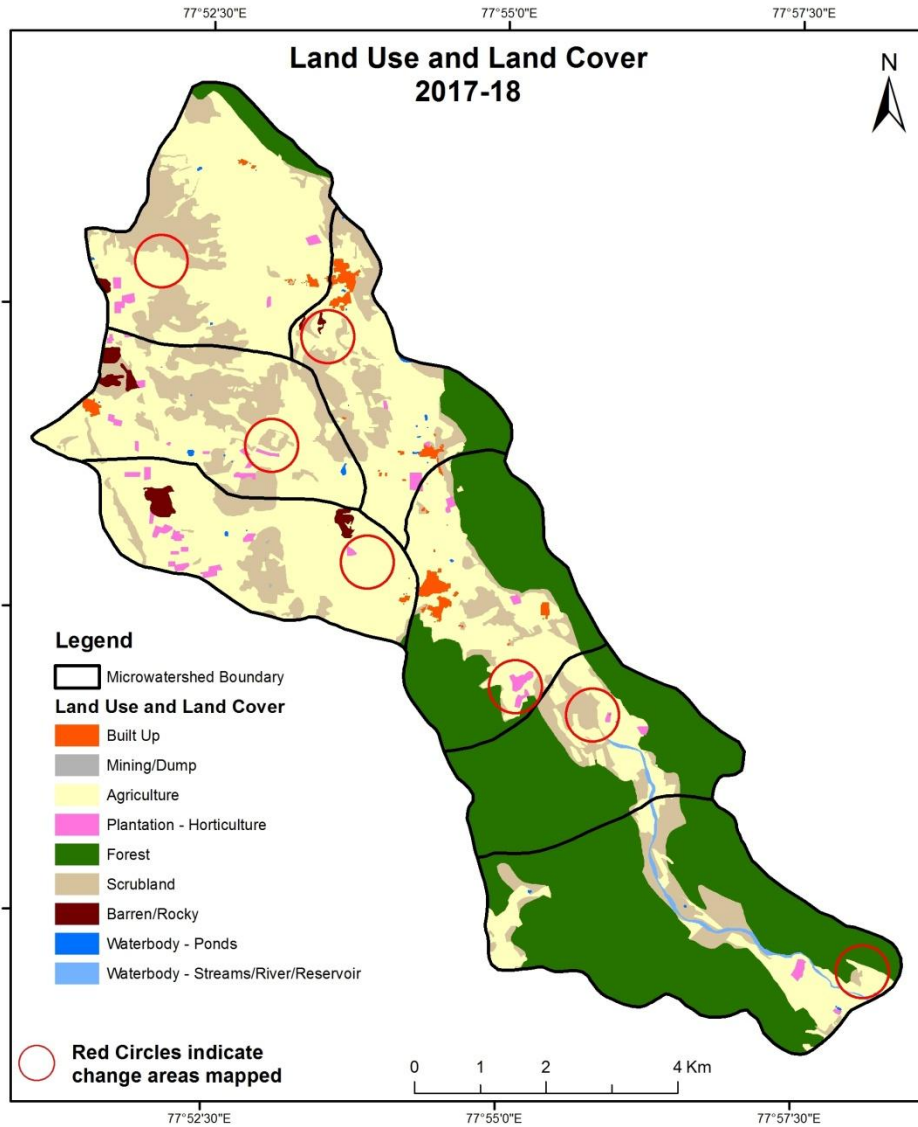 77°52'30"E
77°55'0"E
77°57'30"E
Land Use and Land Cover
2017-18
N
Legend
Microwatershed Boundary
Land Use and Land Cover
Built Up
Mining/Dump
Agriculture
Plantation - Horticulture
Forest
Scrubland
Barren/Rocky
Waterbody - Ponds
Waterbody - Streams/River/Reservoir
Red Circles indicate
change areas mapped
0 1 2 4 Km
77°52'30"E
77°55'0"E
77°57'30"E